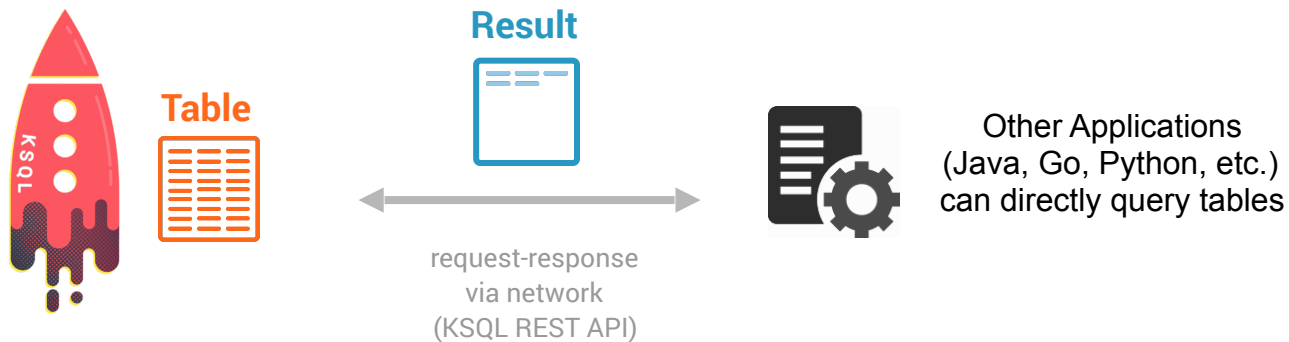 Result
Table
KSQL
Other Applications
(Java, Go, Python, etc.)
can directly query tables
request-response
via network
(KSQL REST API)